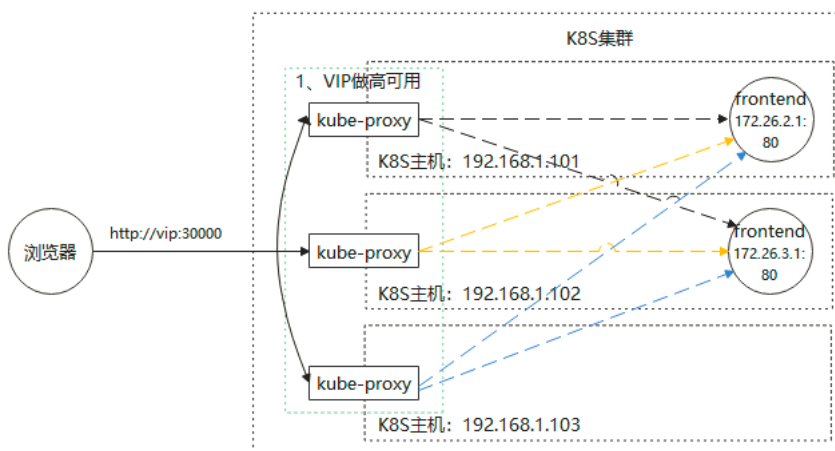 K8S集群
1、VIP做高可用
kube-proxy
frontend
172.26.2.1:
80
K8S主机：192.168.1.101
浏览器
http://vip:30000
kube-proxy
frontend
172.26.3.1:
80
K8S主机：192.168.1.102
kube-proxy
K8S主机：192.168.1.103